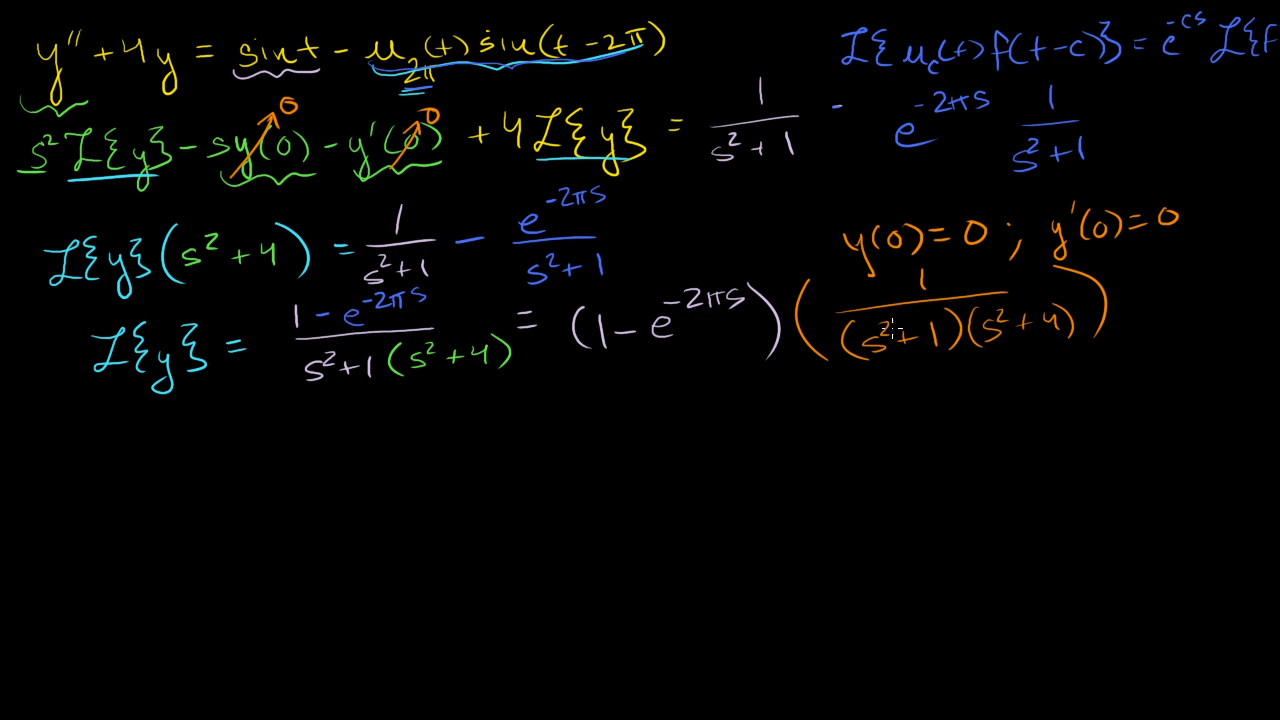 y'' + 4y = sin t − u_{2π}(t) sin(t − 2π)
ℒ{u_c(t) f(t − c)} = e^{-cs} ℒ{f
s² ℒ{y} − sy(0) − y'(0) + 4ℒ{y} = 1/(s² + 1) − e^{-2πs} 1/(s² + 1)
0 0
ℒ{y}(s² + 4) = 1/(s² + 1) − e^{-2πs}/(s² + 1)
y(0) = 0 ; y'(0) = 0
ℒ{y} = (1 − e^{-2πs})/(s² + 1 (s² + 4)) = (1 − e^{-2πs}) (1/((s² + 1)(s² + 4)))